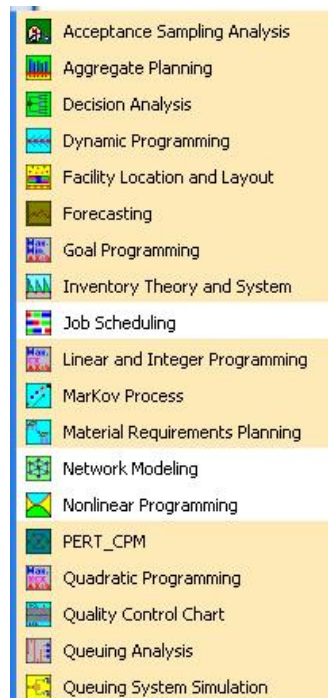 Acceptance Sampling Analysis
Aggregate Planning
Decision Analysis
Dynamic Programming
Facility Location and Layout
Forecasting
Goal Programming
Inventory Theory and System
Job Scheduling
Linear and Integer Programming
MarKov Process
Material Requirements Planning
Network Modeling
Nonlinear Programming
PERT_CPM
Quadratic Programming
Quality Control Chart
Queuing Analysis
Queuing System Simulation